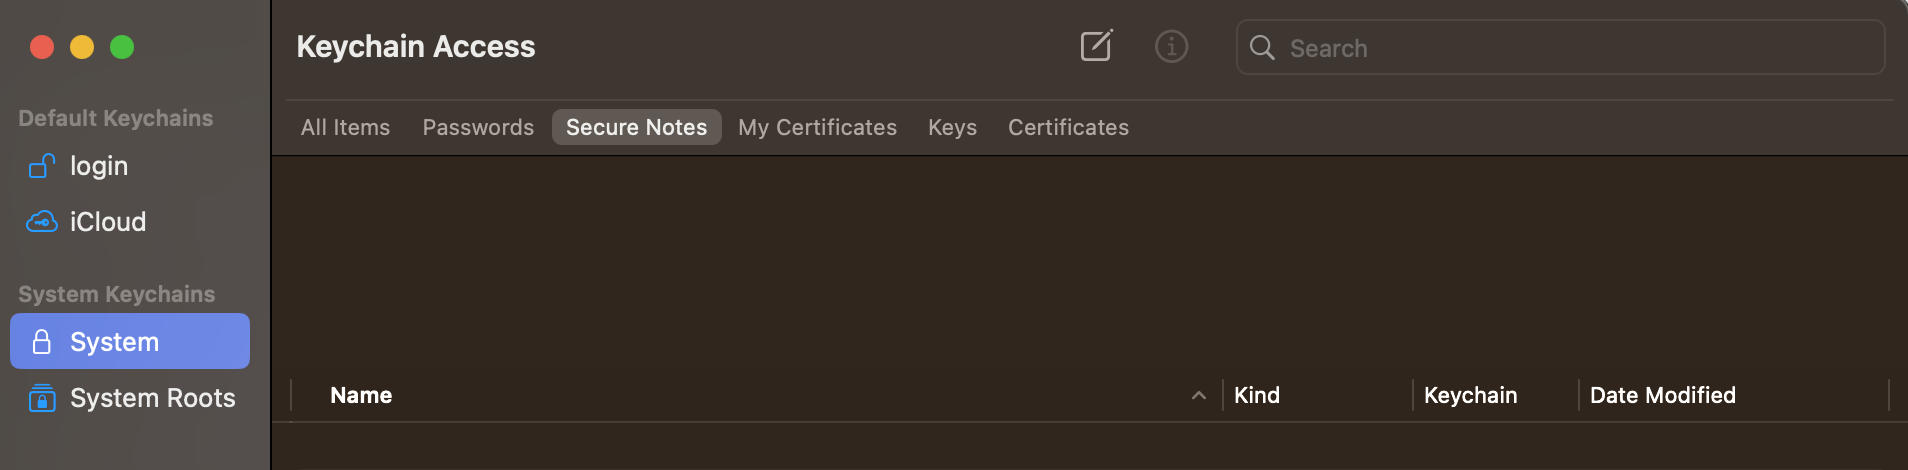 Keychain Access
Search
Default Keychains
login
iCloud
System Keychains
System
System Roots
All Items Passwords Secure Notes My Certificates Keys Certificates
Name Kind Keychain Date Modified